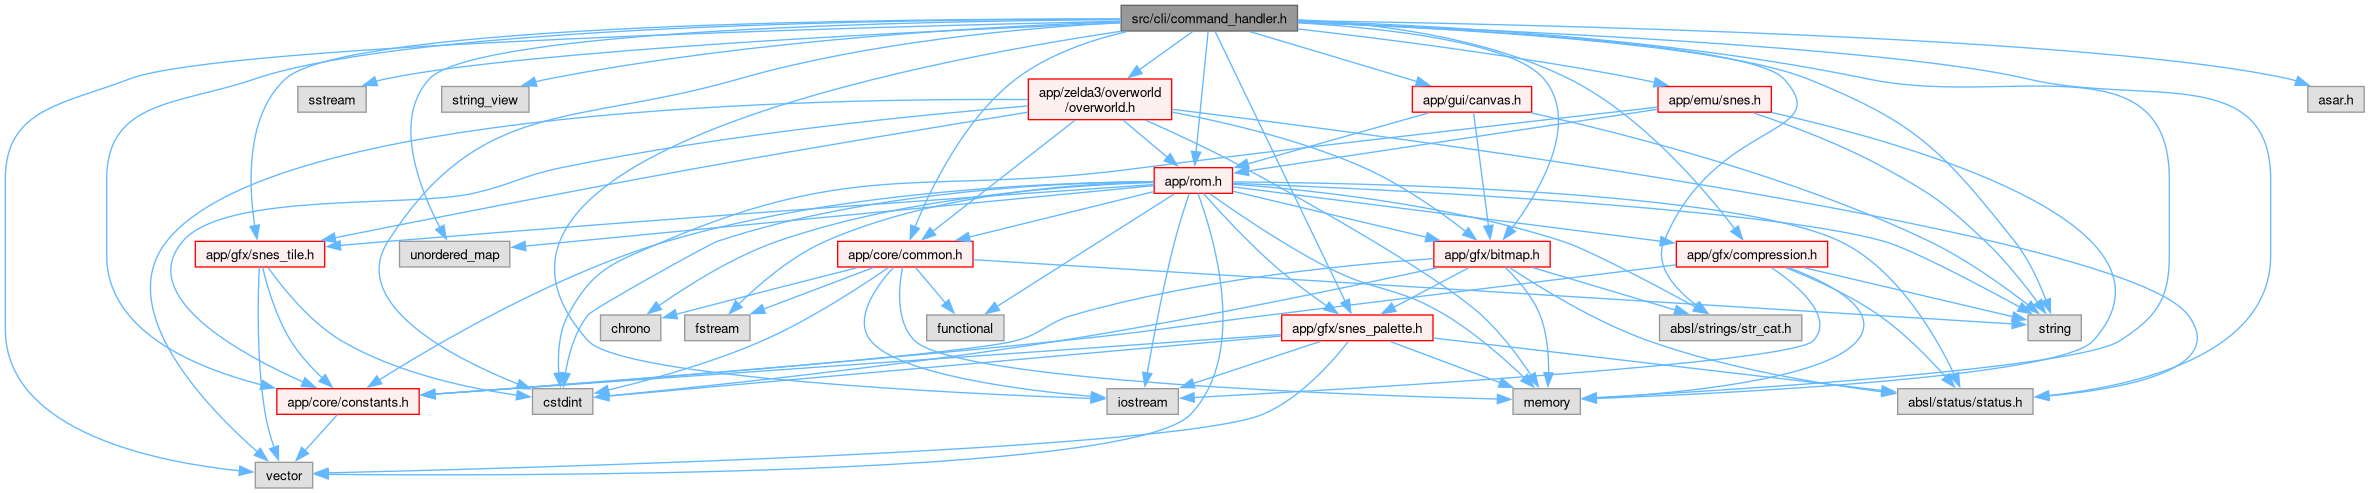 src/cli/command_handler.h
sstream
string_view
app/zelda3/overworld
/overworld.h
app/gui/canvas.h
app/emu/snes.h
asar.h
app/rom.h
app/gfx/snes_tile.h
unordered_map
app/core/common.h
app/gfx/bitmap.h
app/gfx/compression.h
chrono
fstream
functional
app/gfx/snes_palette.h
absl/strings/str_cat.h
string
app/core/constants.h
cstdint
iostream
memory
absl/status/status.h
vector